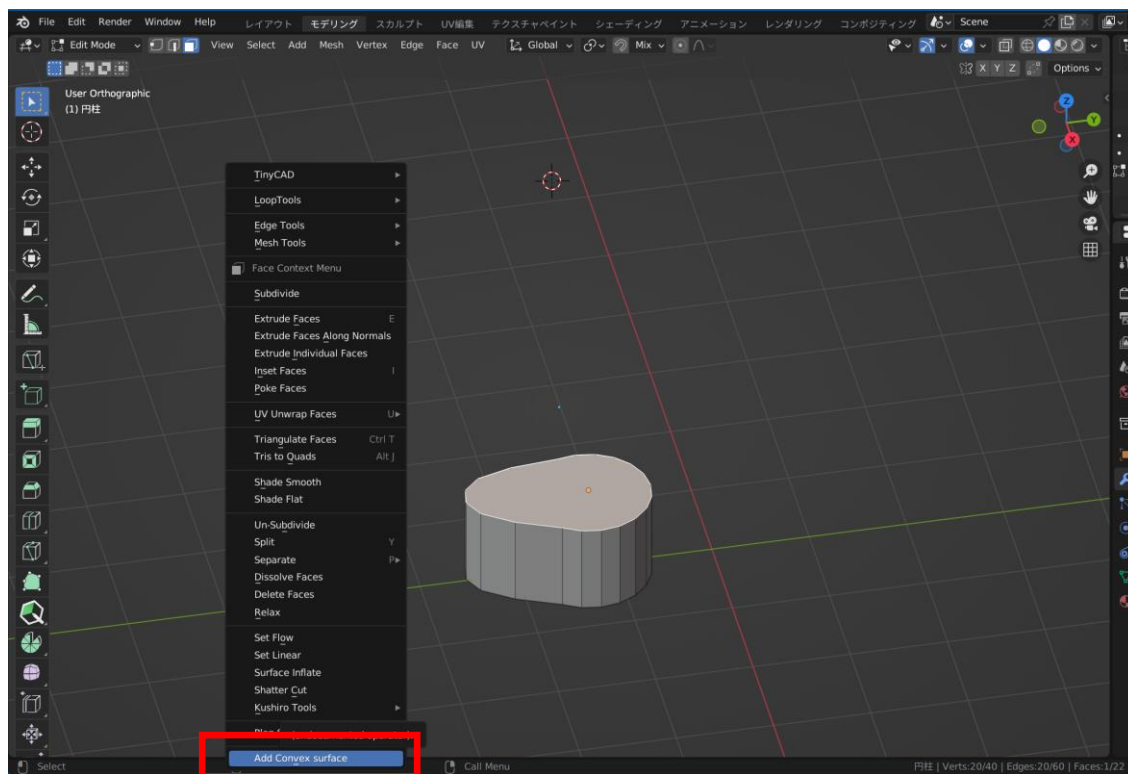 File Edit Render Window Help レイアウト モデリング スカルプト UV編集 テクスチャペイント シェーディング アニメーション レンダリング コンポジティング Scene
Edit Mode View Select Add Mesh Vertex Edge Face UV Global Mix
X Y Z Options
User Orthographic
(1) 円柱
Z
Y
X
TinyCAD
LoopTools
Edge Tools
Mesh Tools
Face Context Menu
Subdivide
Extrude Faces E
Extrude Faces Along Normals
Extrude Individual Faces
Inset Faces I
Poke Faces
UV Unwrap Faces U
Triangulate Faces Ctrl T
Tris to Quads Alt J
Shade Smooth
Shade Flat
Un-Subdivide
Split Y
Separate P
Dissolve Faces
Delete Faces
Relax
Set Flow
Set Linear
Surface Inflate
Shatter Cut
Kushiro Tools
Add Convex surface
Select Call Menu 円柱 | Verts:20/40 | Edges:20/60 | Faces:1/22